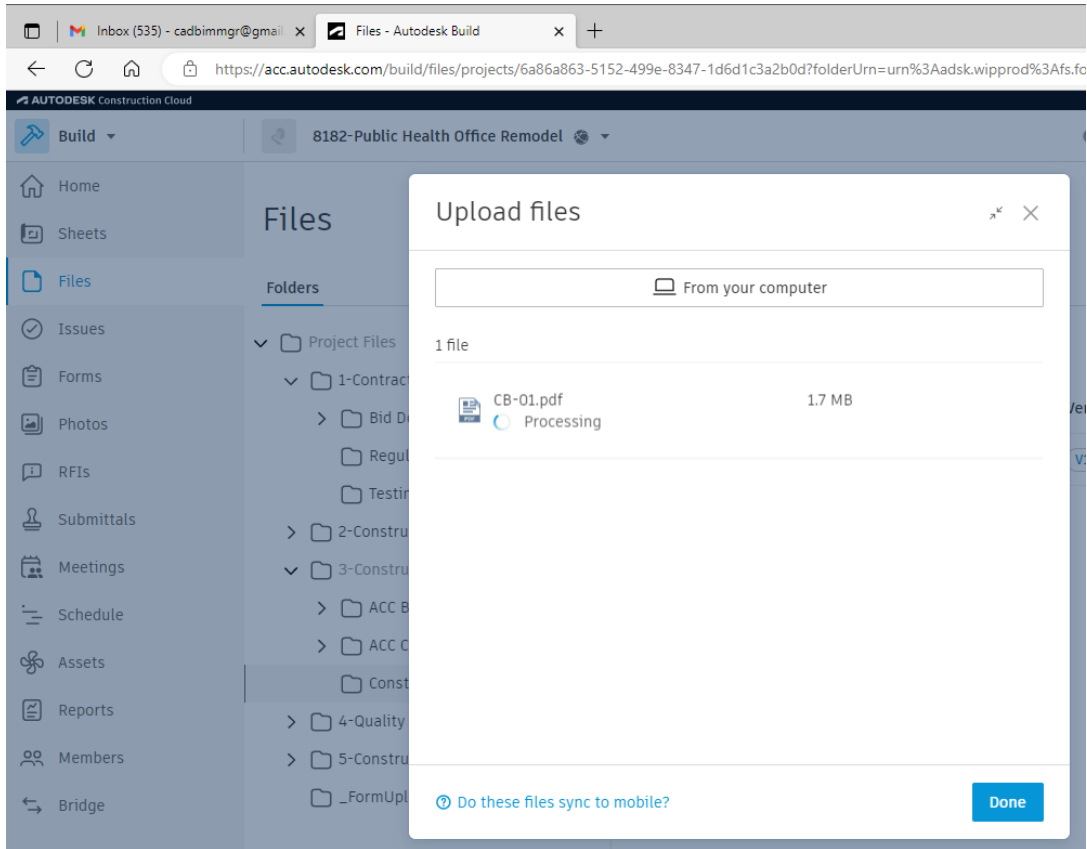 Inbox (535) - cadbimmgr@gmail
Files - Autodesk Build
https://acc.autodesk.com/build/files/projects/6a86a863-5152-499e-8347-1d6d1c3a2b0d?folderUrn=urn%3Aadsk.wipprod%3Afs.fo
AUTODESK Construction Cloud
Build
8182-Public Health Office Remodel
Home
Sheets
Files
Issues
Forms
Photos
RFIs
Submittals
Meetings
Schedule
Assets
Reports
Members
Bridge
Files
Folders
Project Files
1-Contract
Bid Do
Regul
Testin
2-Constru
3-Constru
ACC B
ACC C
Const
4-Quality
5-Constru
_FormUpl
Upload files
From your computer
1 file
CB-01.pdf 1.7 MB
PDF
Processing
Do these files sync to mobile?
Done